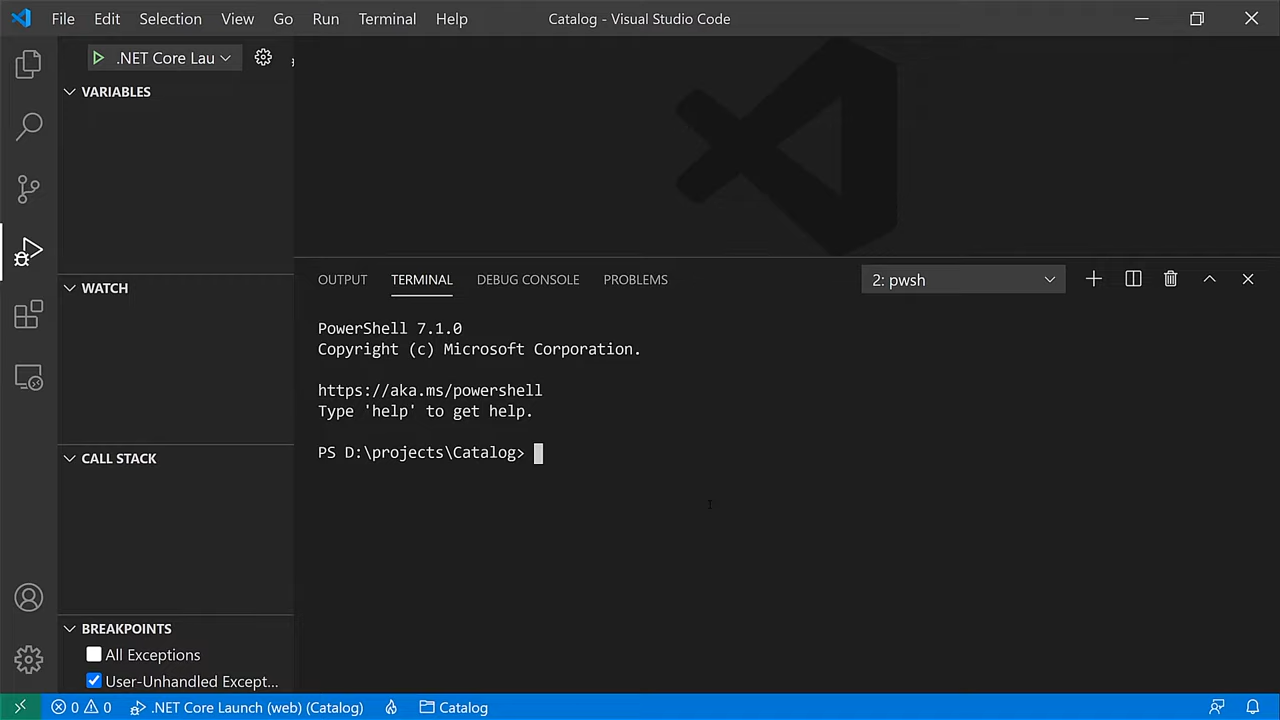 File Edit Selection View Go Run Terminal Help Catalog - Visual Studio Code
.NET Core Lau
VARIABLES
WATCH
CALL STACK
BREAKPOINTS
All Exceptions
User-Unhandled Except...
OUTPUT TERMINAL DEBUG CONSOLE PROBLEMS 2: pwsh
PowerShell 7.1.0
Copyright (c) Microsoft Corporation.
https://aka.ms/powershell
Type 'help' to get help.
PS D:\projects\Catalog>
0 0 .NET Core Launch (web) (Catalog) Catalog